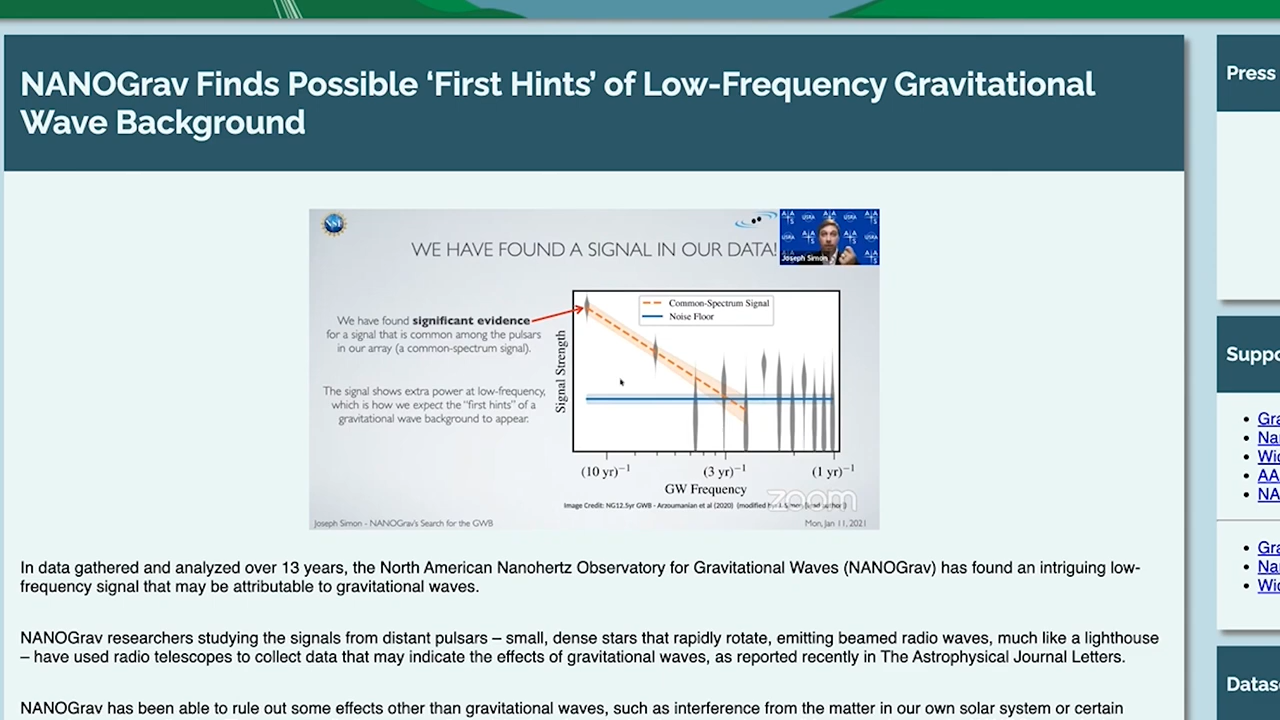 NANOGrav Finds Possible ‘First Hints’ of Low-Frequency Gravitational
Wave Background
WE HAVE FOUND A SIGNAL IN OUR DATA!
Joseph Simon
We have found significant evidence
for a signal that is common among the pulsars
in our array (a common-spectrum signal).
The signal shows extra power at low-frequency,
which is how we expect the "first hints" of a
gravitational wave background to appear.
Signal Strength
Common-Spectrum Signal
Noise Floor
(10 yr)⁻¹
(3 yr)⁻¹
(1 yr)⁻¹
GW Frequency
zoom
Image Credit: NG12.5yr GWB - Arzoumanian et al (2020) (modified
Joseph Simon - NANOGrav's Search for the GWB
Mon, Jan 11, 2021
In data gathered and analyzed over 13 years, the North American Nanohertz Observatory for Gravitational Waves (NANOGrav) has found an intriguing low-
frequency signal that may be attributable to gravitational waves.
NANOGrav researchers studying the signals from distant pulsars – small, dense stars that rapidly rotate, emitting beamed radio waves, much like a lighthouse
– have used radio telescopes to collect data that may indicate the effects of gravitational waves, as reported recently in The Astrophysical Journal Letters.
NANOGrav has been able to rule out some effects other than gravitational waves, such as interference from the matter in our own solar system or certain
Press
Suppo
Gra
Nan
Wid
AA
NA
Gra
Nan
Wid
Datas